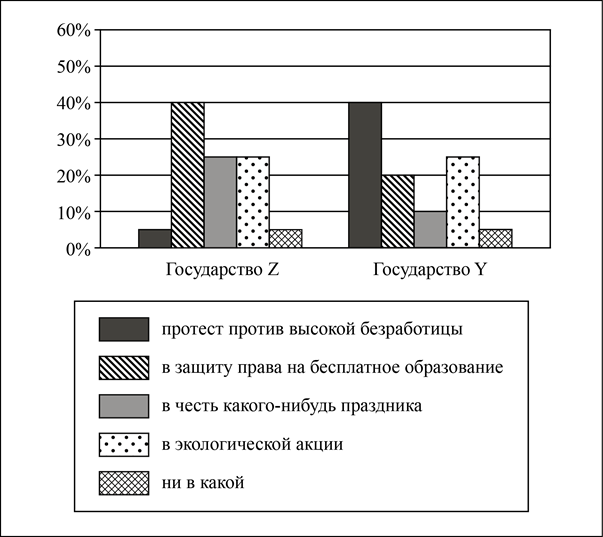 60%
50%
40%
30%
20%
10%
0%
Государство Z
Государство Y
протест против высокой безработицы
в защиту права на бесплатное образование
в честь какого-нибудь праздника
в экологической акции
ни в какой